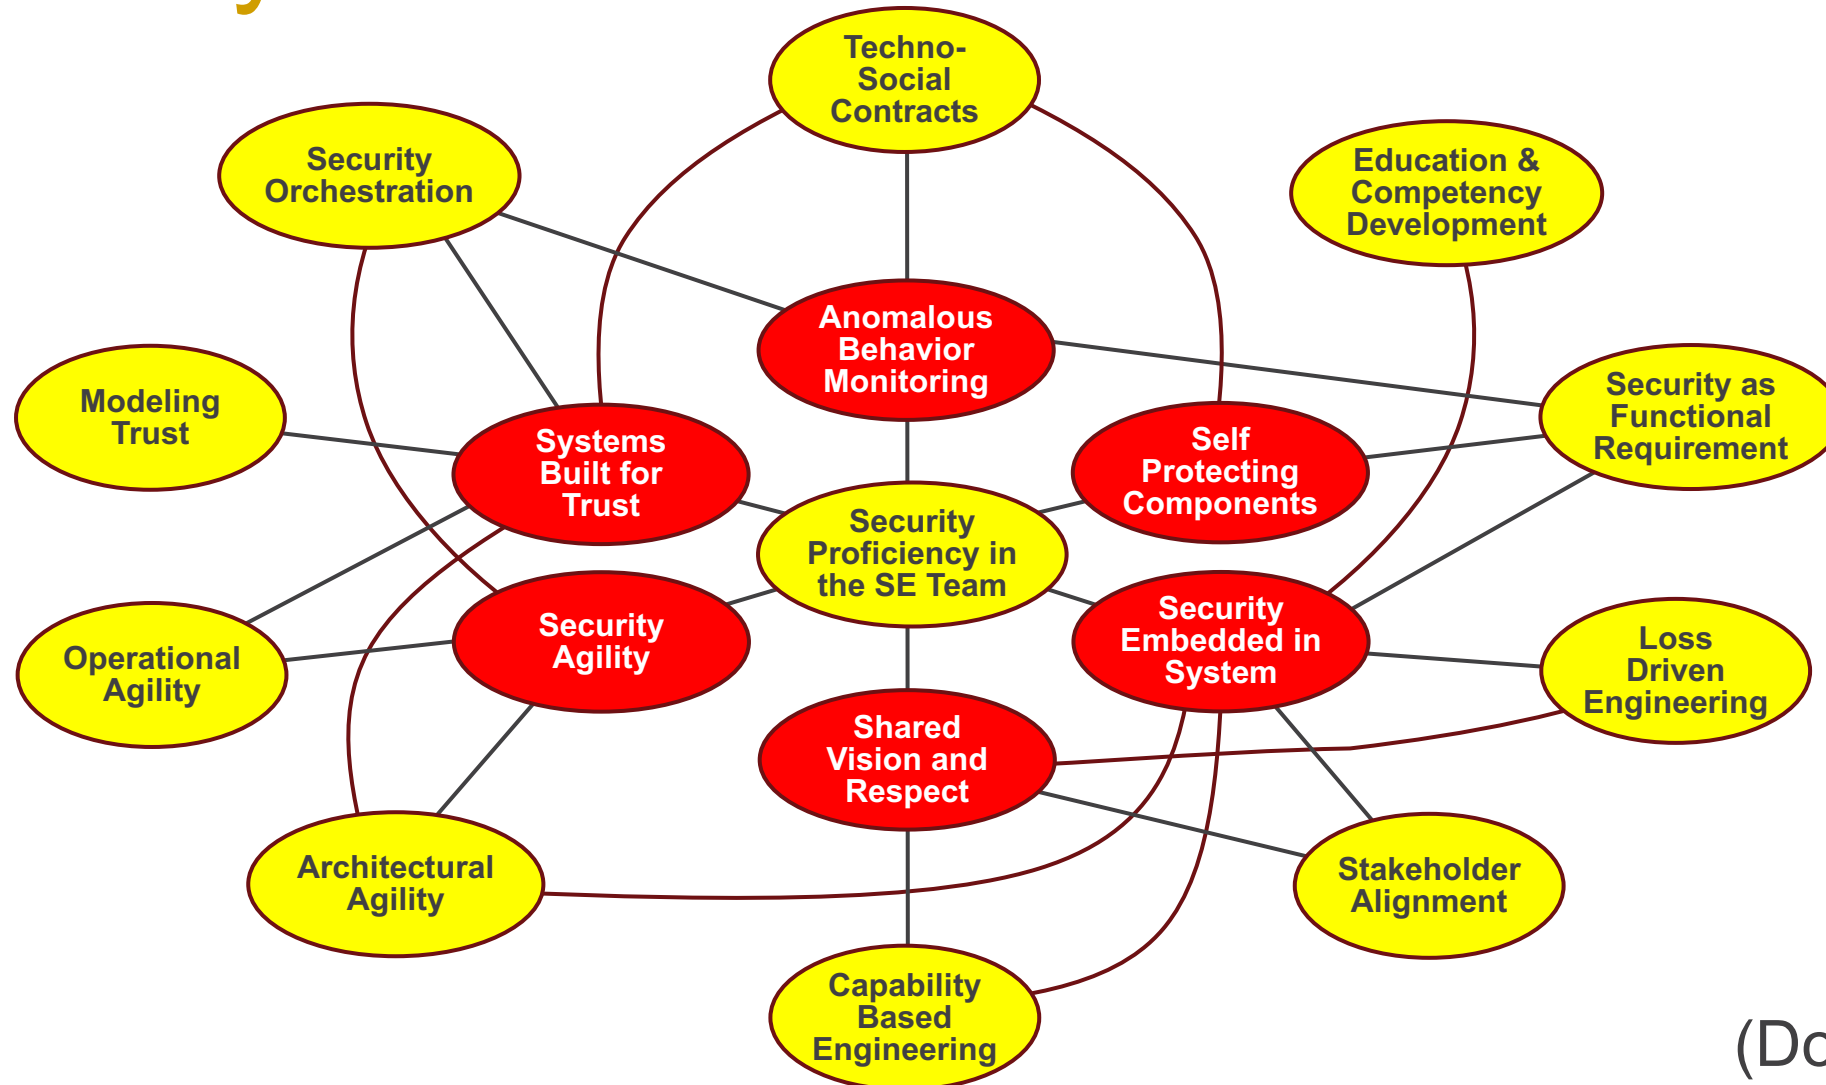 y
Techno-
Social
Contracts
Security
Orchestration
Education &
Competency
Development
Anomalous
Behavior
Monitoring
Modeling
Trust
Systems
Built for
Trust
Self
Protecting
Components
Security as
Functional
Requirement
Security
Proficiency in
the SE Team
Operational
Agility
Security
Agility
Security
Embedded in
System
Loss
Driven
Engineering
Shared
Vision and
Respect
Architectural
Agility
Stakeholder
Alignment
Capability
Based
Engineering
(Do